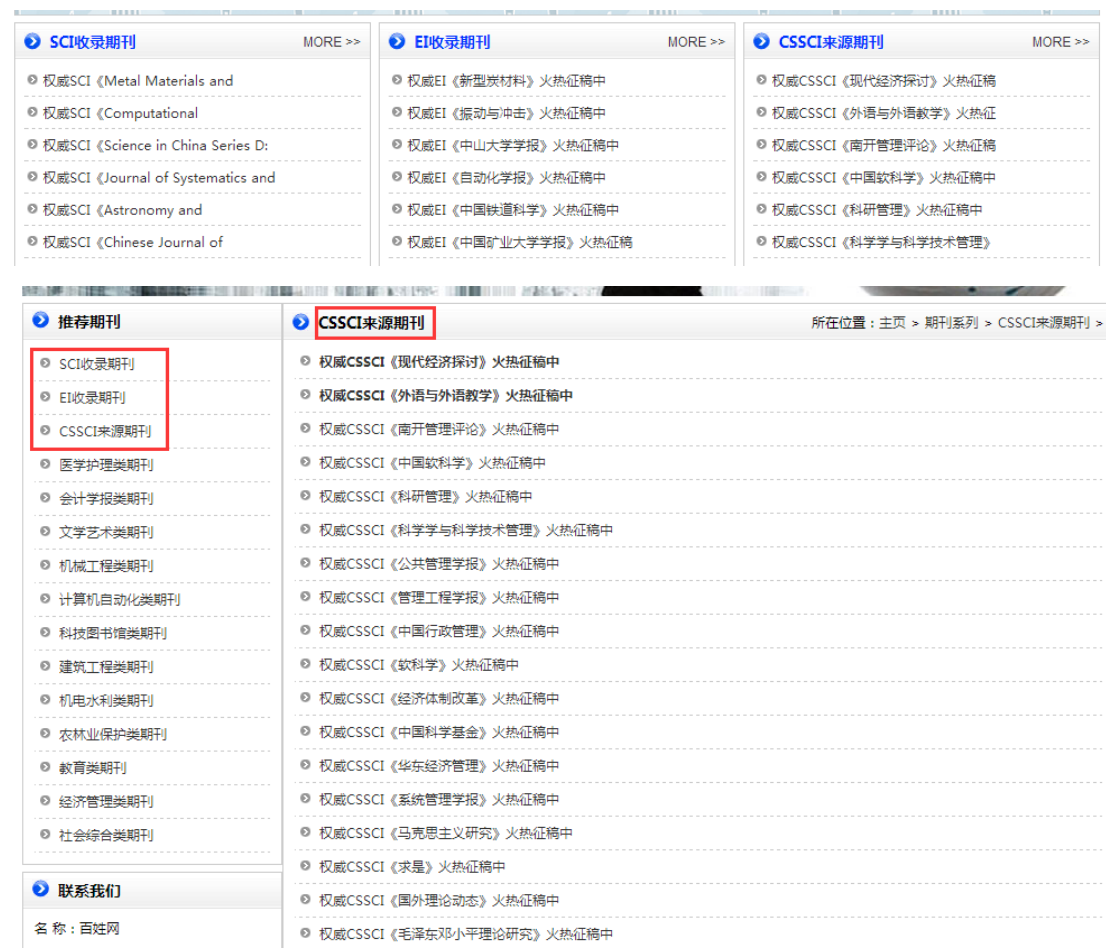 SCI收录期刊 MORE >>
权威SCI《Metal Materials and
权威SCI《Computational
权威SCI《Science in China Series D:
权威SCI《Journal of Systematics and
权威SCI《Astronomy and
权威SCI《Chinese Journal of
EI收录期刊 MORE >>
权威EI《新型炭材料》火热征稿中
权威EI《振动与冲击》火热征稿中
权威EI《中山大学学报》火热征稿中
权威EI《自动化学报》火热征稿中
权威EI《中国铁道科学》火热征稿中
权威EI《中国矿业大学学报》火热征稿
CSSCI来源期刊 MORE >>
权威CSSCI《现代经济探讨》火热征稿
权威CSSCI《外语与外语教学》火热征
权威CSSCI《南开管理评论》火热征稿
权威CSSCI《中国软科学》火热征稿中
权威CSSCI《科研管理》火热征稿中
权威CSSCI《科学学与科学技术管理》
推荐期刊
SCI收录期刊
EI收录期刊
CSSCI来源期刊
医学护理类期刊
会计学报类期刊
文学艺术类期刊
机械工程类期刊
计算机自动化类期刊
科技图书馆类期刊
建筑工程类期刊
机电水利类期刊
农林业保护类期刊
教育类期刊
经济管理类期刊
社会综合类期刊
联系我们
名 称：百姓网
CSSCI来源期刊 所在位置：主页 > 期刊系列 > CSSCI来源期刊 >
权威CSSCI《现代经济探讨》火热征稿中
权威CSSCI《外语与外语教学》火热征稿中
权威CSSCI《南开管理评论》火热征稿中
权威CSSCI《中国软科学》火热征稿中
权威CSSCI《科研管理》火热征稿中
权威CSSCI《科学学与科学技术管理》火热征稿中
权威CSSCI《公共管理学报》火热征稿中
权威CSSCI《管理工程学报》火热征稿中
权威CSSCI《中国行政管理》火热征稿中
权威CSSCI《软科学》火热征稿中
权威CSSCI《经济体制改革》火热征稿中
权威CSSCI《中国科学基金》火热征稿中
权威CSSCI《华东经济管理》火热征稿中
权威CSSCI《系统管理学报》火热征稿中
权威CSSCI《马克思主义研究》火热征稿中
权威CSSCI《求是》火热征稿中
权威CSSCI《国外理论动态》火热征稿中
权威CSSCI《毛泽东邓小平理论研究》火热征稿中